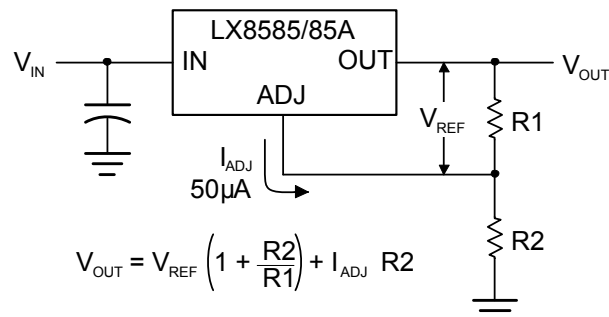 LX8585/85A
V_IN
IN
OUT
V_OUT
ADJ
V_REF
R1
I_ADJ
50µA
R2
V_OUT = V_REF (1 + R2/R1) + I_ADJ R2